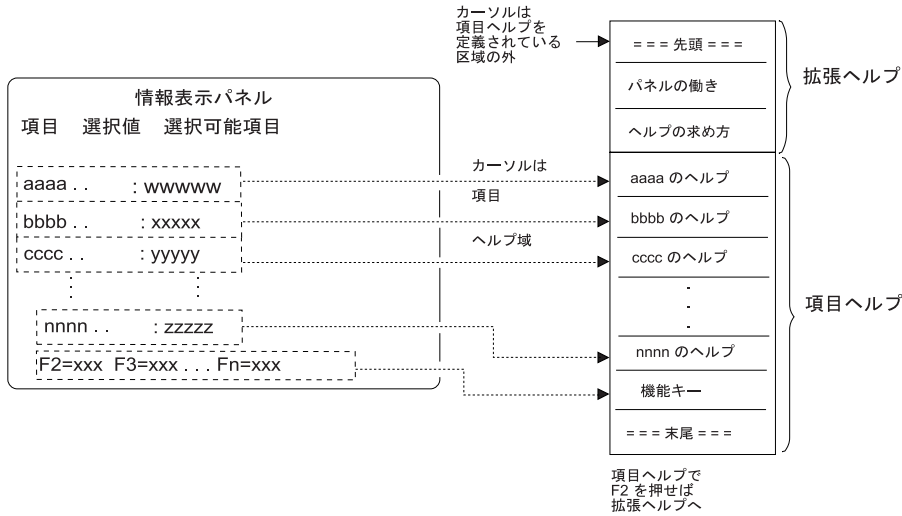 カーソルは
項目ヘルプを
定義されている
区域の外
= = = 先頭 = = =
パネルの働き
ヘルプの求め方
拡張ヘルプ
情報表示パネル
項目 選択値 選択可能項目
aaaa . . : wwwww
bbbb . . : xxxxx
cccc . . : yyyyy
nnnn . . : zzzzz
F2=xxx F3=xxx . . . Fn=xxx
カーソルは
項目
ヘルプ域
aaaa のヘルプ
bbbb のヘルプ
cccc のヘルプ
nnnn のヘルプ
機能キー
= = = 末尾 = = =
項目ヘルプ
項目ヘルプで
F2 を押せば
拡張ヘルプへ